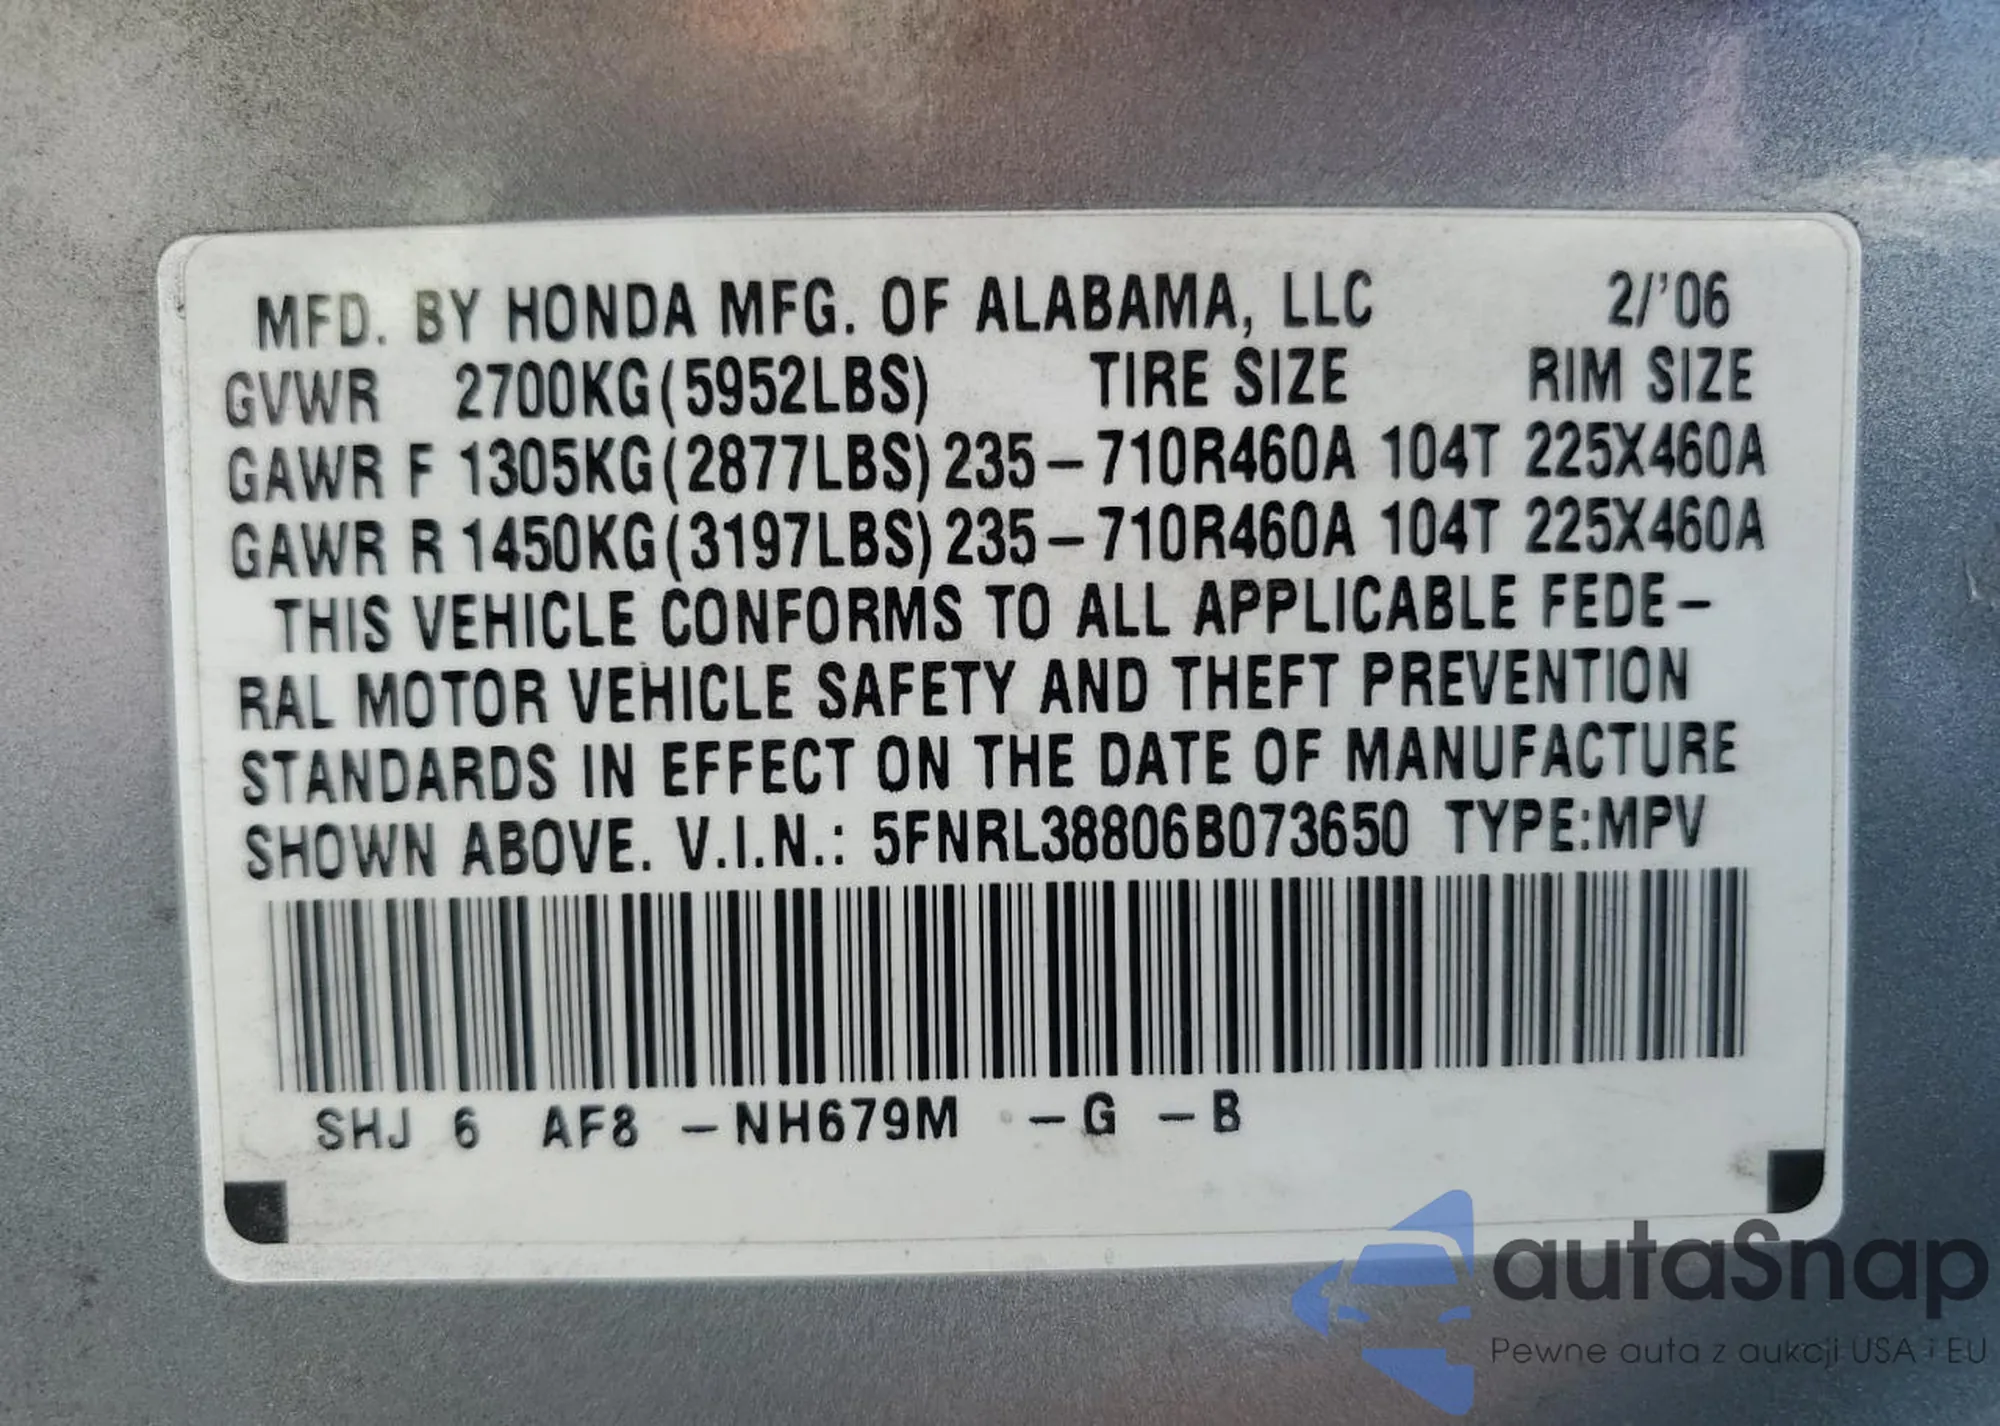 MFD. BY HONDA MFG. OF ALABAMA, LLC 2/'06
GVWR 2700KG(5952LBS) TIRE SIZE RIM SIZE
GAWR F 1305KG(2877LBS) 235-710R460A 104T 225X460A
GAWR R 1450KG(3197LBS) 235-710R460A 104T 225X460A
THIS VEHICLE CONFORMS TO ALL APPLICABLE FEDE-
RAL MOTOR VEHICLE SAFETY AND THEFT PREVENTION
STANDARDS IN EFFECT ON THE DATE OF MANUFACTURE
SHOWN ABOVE. V.I.N.: 5FNRL38806B073650 TYPE:MPV
SHJ 6 AF8 -NH679M -G -B
autaSnap
Pewne auta z aukcji USA i EU